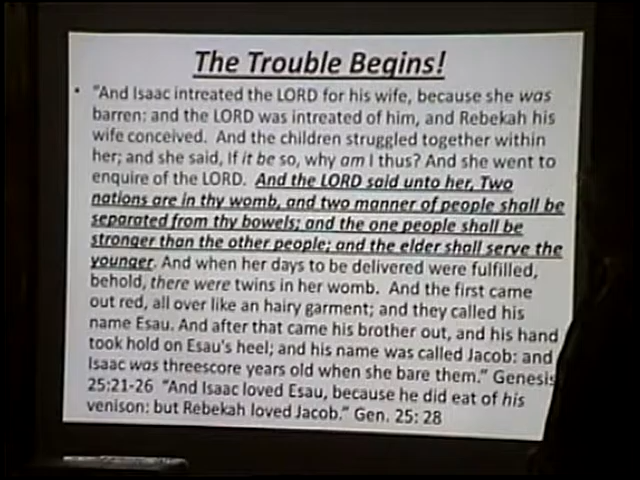 The Trouble Begins!
• "And Isaac intreated the LORD for his wife, because she was
barren: and the LORD was intreated of him, and Rebekah his
wife conceived. And the children struggled together within
her; and she said, If it be so, why am I thus? And she went to
enquire of the LORD. And the LORD said unto her, Two
nations are in thy womb, and two manner of people shall be
separated from thy bowels; and the one people shall be
stronger than the other people; and the elder shall serve the
younger. And when her days to be delivered were fulfilled,
behold, there were twins in her womb. And the first came
out red, all over like an hairy garment; and they called his
name Esau. And after that came his brother out, and his hand
took hold on Esau's heel; and his name was called Jacob: and
Isaac was threescore years old when she bare them." Genesis
25:21-26 "And Isaac loved Esau, because he did eat of his
venison: but Rebekah loved Jacob." Gen. 25: 28